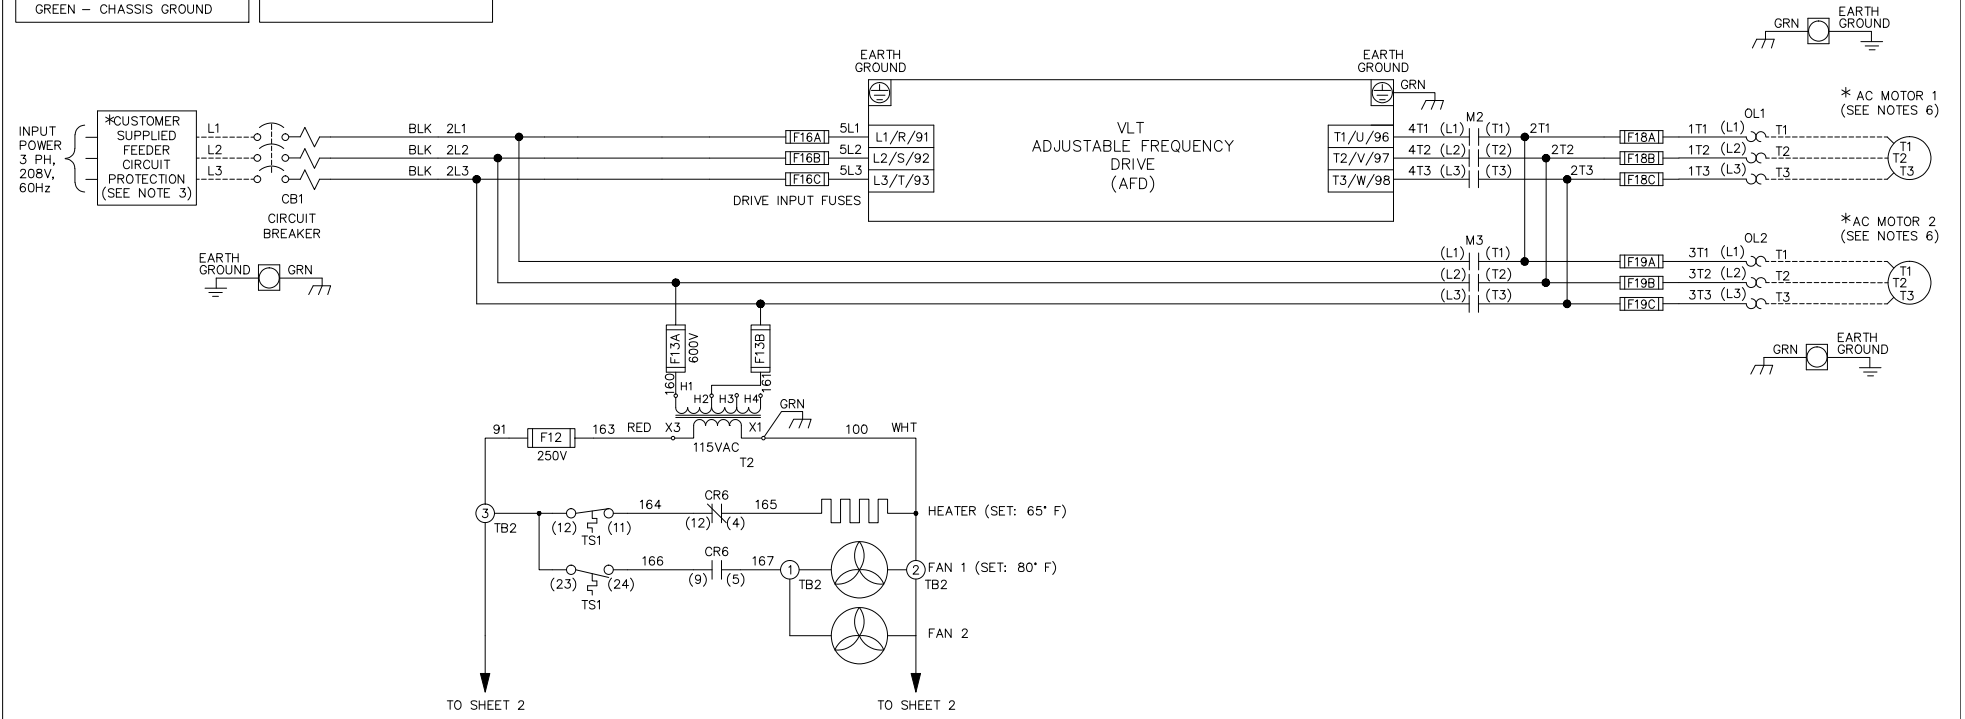 GREEN – CHASSIS GROUND
GRN
EARTH
GROUND
INPUT
POWER
3 PH,
208V,
60Hz
*CUSTOMER
SUPPLIED
FEEDER
CIRCUIT
PROTECTION
(SEE NOTE 3)
L1
L2
L3
CB1
CIRCUIT
BREAKER
BLK 2L1
BLK 2L2
BLK 2L3
F16A
F16B
F16C
DRIVE INPUT FUSES
5L1
5L2
5L3
EARTH
GROUND
L1/R/91
L2/S/92
L3/T/93
VLT
ADJUSTABLE FREQUENCY
DRIVE
(AFD)
EARTH
GROUND
GRN
T1/U/96
T2/V/97
T3/W/98
M2
4T1 (L1) (T1) 2T1
4T2 (L2) (T2) 2T2
4T3 (L3) (T3) 2T3
F18A
F18B
F18C
OL1
1T1 (L1) T1
1T2 (L2) T2
1T3 (L3) T3
* AC MOTOR 1
(SEE NOTES 6)
T1
T2
T3
EARTH
GROUND
GRN
M3
(L1) (T1)
(L2) (T2)
(L3) (T3)
F19A
F19B
F19C
OL2
3T1 (L1) T1
3T2 (L2) T2
3T3 (L3) T3
*AC MOTOR 2
(SEE NOTES 6)
T1
T2
T3
GRN
EARTH
GROUND
F13A
600V
F13B
160
161
H1
H2 H3 H4
GRN
91
F12
250V
163 RED X3
X1
115VAC
T2
100 WHT
3
TB2
(12) (11)
TS1
164
CR6
(12) (4)
165
HEATER (SET: 65° F)
(23) (24)
TS1
166
CR6
(9) (5)
167
1
TB2
2
TB2
FAN 1 (SET: 80° F)
FAN 2
TO SHEET 2
TO SHEET 2